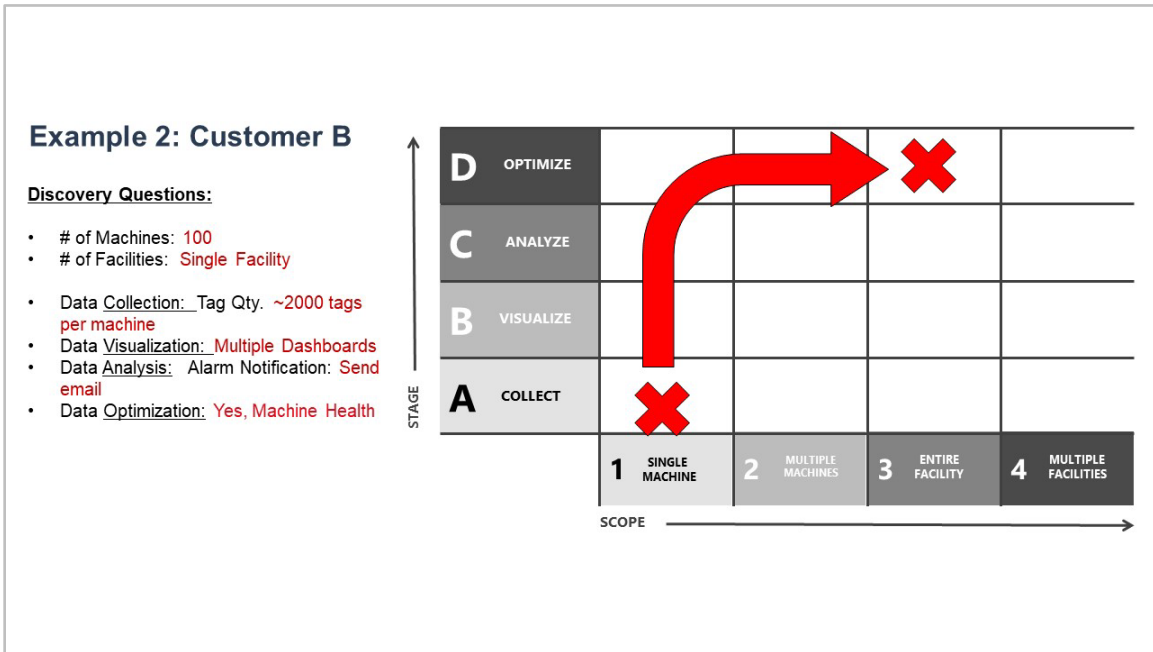 Example 2: Customer B
Discovery Questions:
• # of Machines: 100
• # of Facilities: Single Facility
• Data Collection: Tag Qty. ~2000 tags
per machine
• Data Visualization: Multiple Dashboards
• Data Analysis: Alarm Notification: Send
email
• Data Optimization: Yes, Machine Health
STAGE
D OPTIMIZE
C ANALYZE
B VISUALIZE
A COLLECT
1 SINGLE
MACHINE
2 MULTIPLE
MACHINES
3 ENTIRE
FACILITY
4 MULTIPLE
FACILITIES
SCOPE